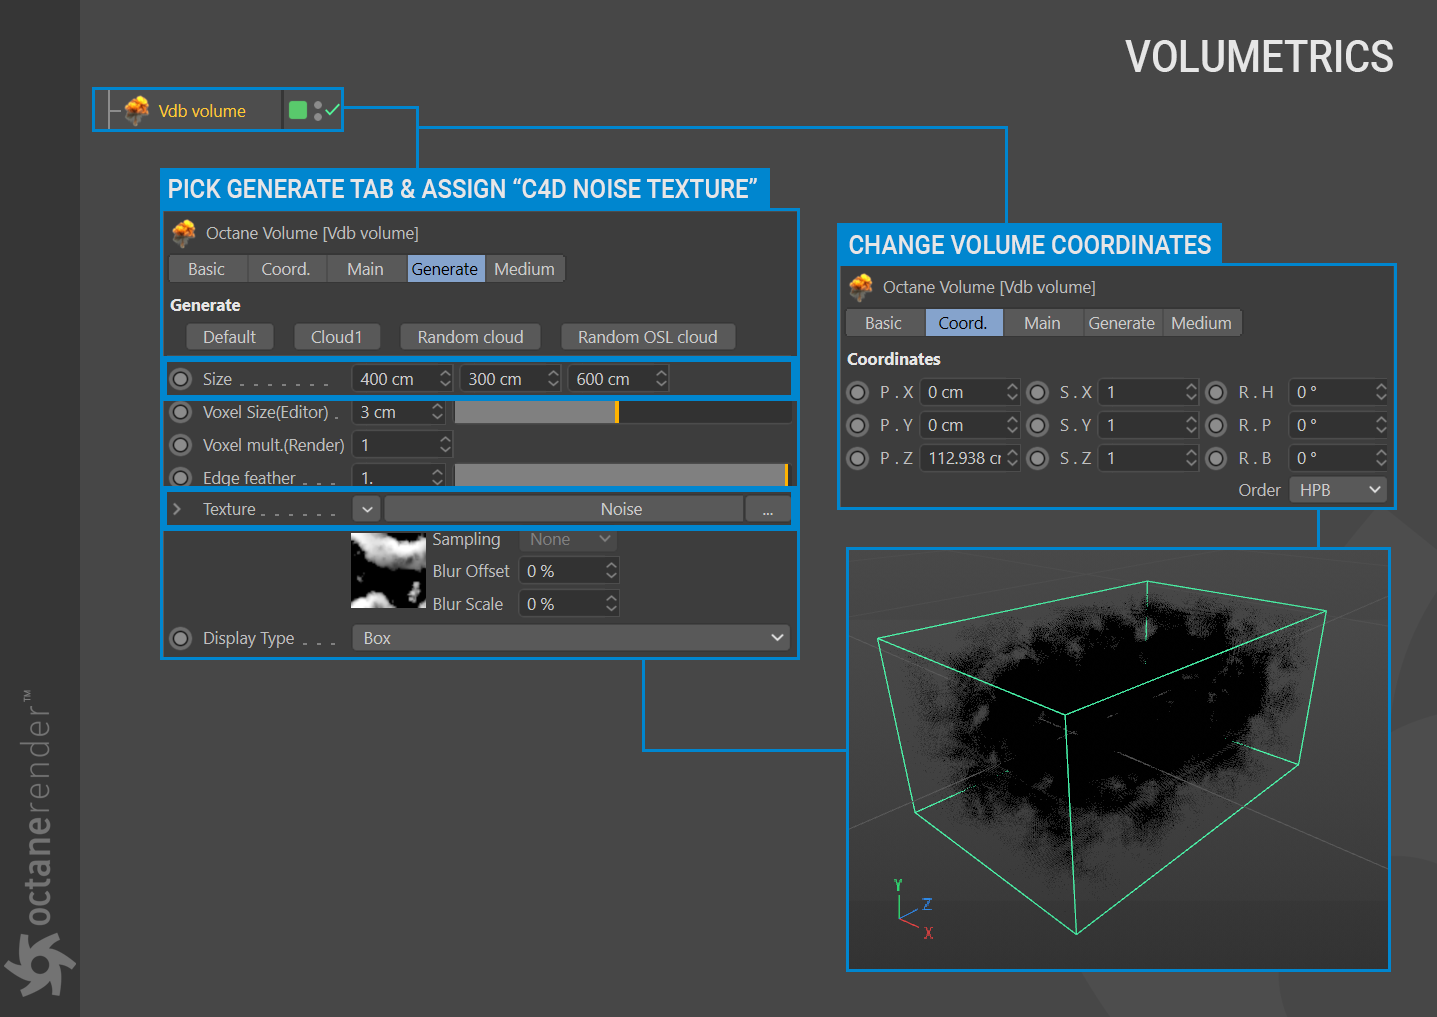 VOLUMETRICS
Vdb volume
PICK GENERATE TAB & ASSIGN “C4D NOISE TEXTURE”
Octane Volume [Vdb volume]
Basic Coord. Main Generate Medium
Generate
Default Cloud1 Random cloud Random OSL cloud
Size . . . . . . . 400 cm 300 cm 600 cm
Voxel Size(Editor) . 3 cm
Voxel mult.(Render) 1
Edge feather . . . 1.
Texture . . . . . . Noise ...
Sampling None
Blur Offset 0 %
Blur Scale 0 %
Display Type . . . Box
CHANGE VOLUME COORDINATES
Octane Volume [Vdb volume]
Basic Coord. Main Generate Medium
Coordinates
P . X 0 cm S . X 1 R . H 0 °
P . Y 0 cm S . Y 1 R . P 0 °
P . Z 112.938 cr S . Z 1 R . B 0 °
Order HPB
Y
Z
X
octanerender™